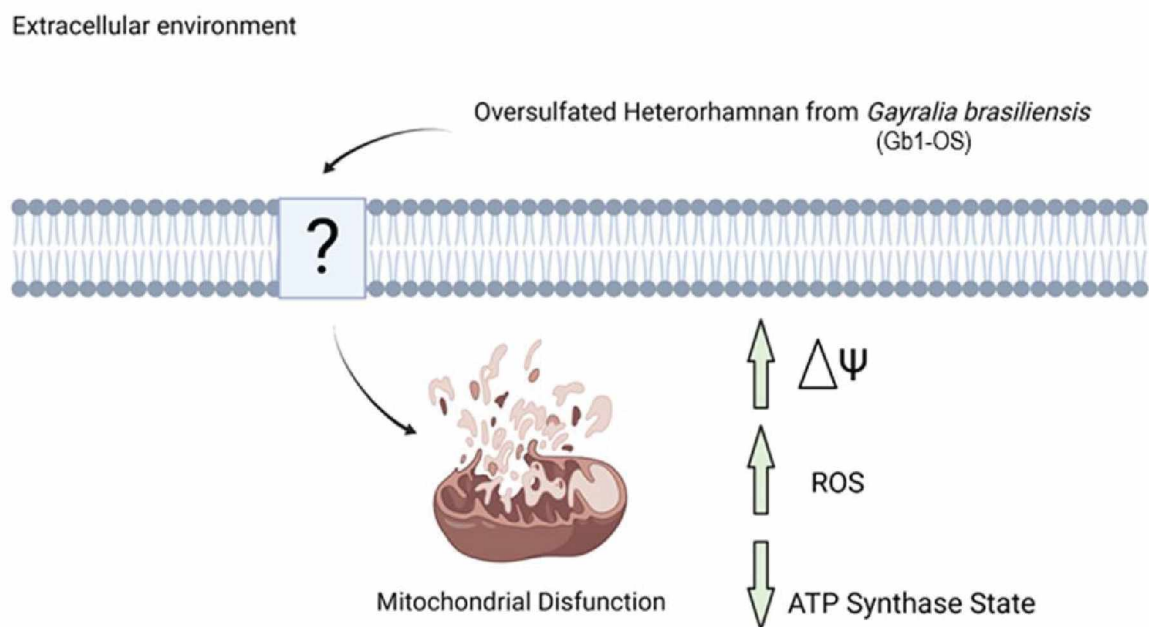 Extracellular environment
Oversulfated Heterorhamnan from Gayralia brasiliensis
(Gb1-OS)
?
ΔΨ
ROS
Mitochondrial Disfunction
ATP Synthase State